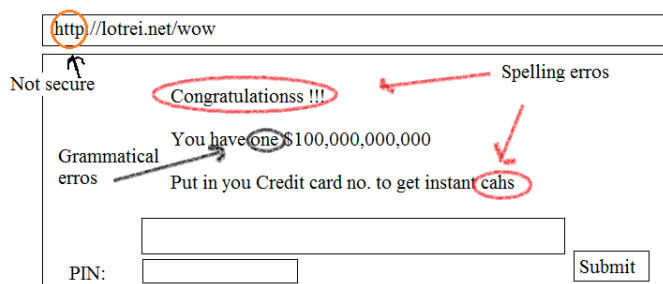 http://lotrei.net/wow
Not secure
Spelling erros
Congratulationss !!!
You have one $100,000,000,000
Grammatical
erros
Put in you Credit card no. to get instant cahs
PIN:
Submit